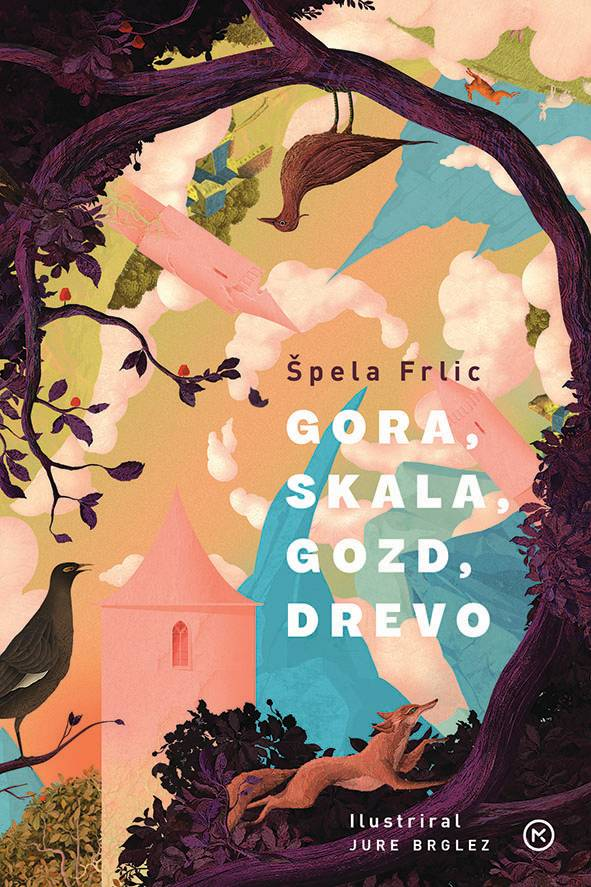 Špela Frlic
GORA,
SKALA,
GOZD,
DREVO
Ilustriral
JURE BRGLEZ